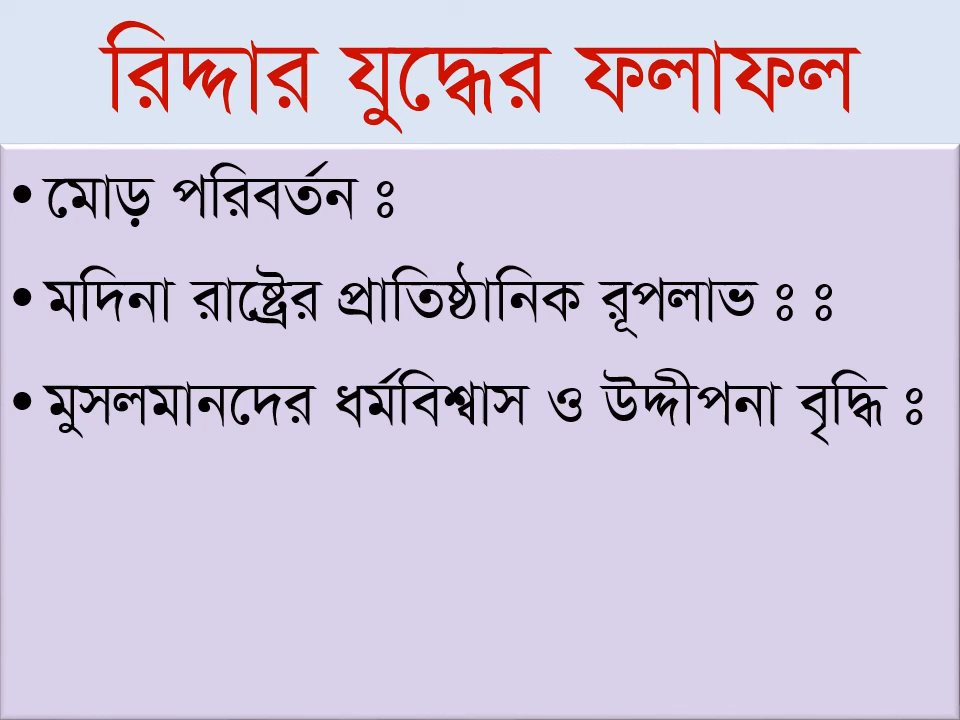 রিদ্দার যুদ্ধের ফলাফল
• মোড় পরিবর্তন ঃ
• মদিনা রাষ্ট্রের প্রাতিষ্ঠানিক রূপলাভ ঃ ঃ
• মুসলমানদের ধর্মবিশ্বাস ও উদ্দীপনা বৃদ্ধি ঃ